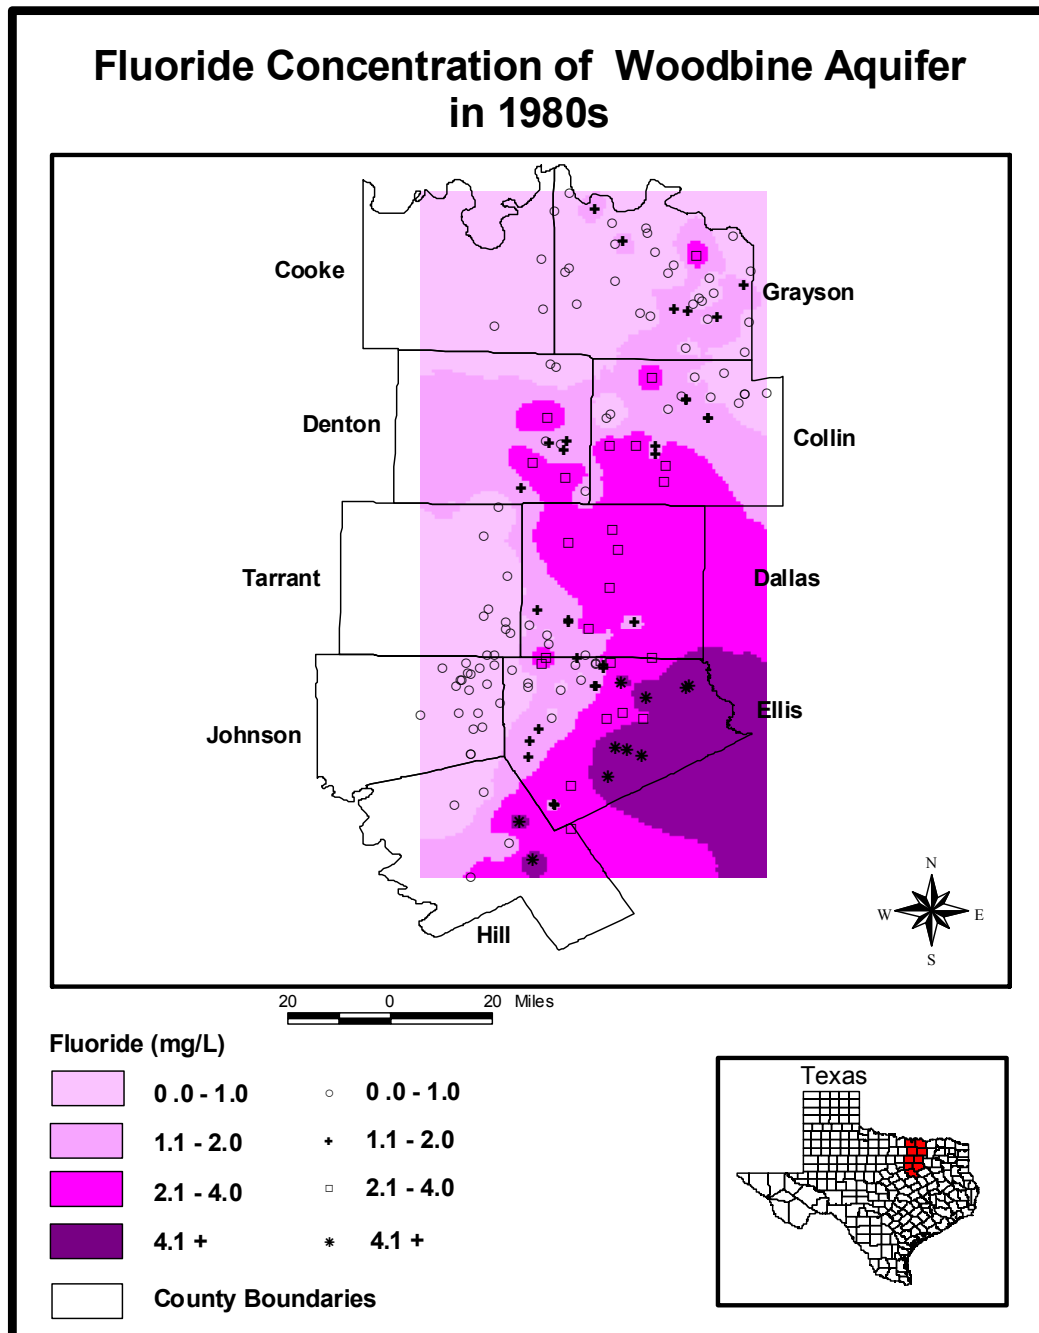 Fluoride Concentration of Woodbine Aquifer
in 1980s
Cooke
Grayson
Denton
Collin
Tarrant
Dallas
Johnson
Ellis
Hill
N
W E
S
20 0 20 Miles
Fluoride (mg/L)
0 .0 - 1.0 0 .0 - 1.0
1.1 - 2.0 1.1 - 2.0
2.1 - 4.0 2.1 - 4.0
4.1 + 4.1 +
County Boundaries
Texas